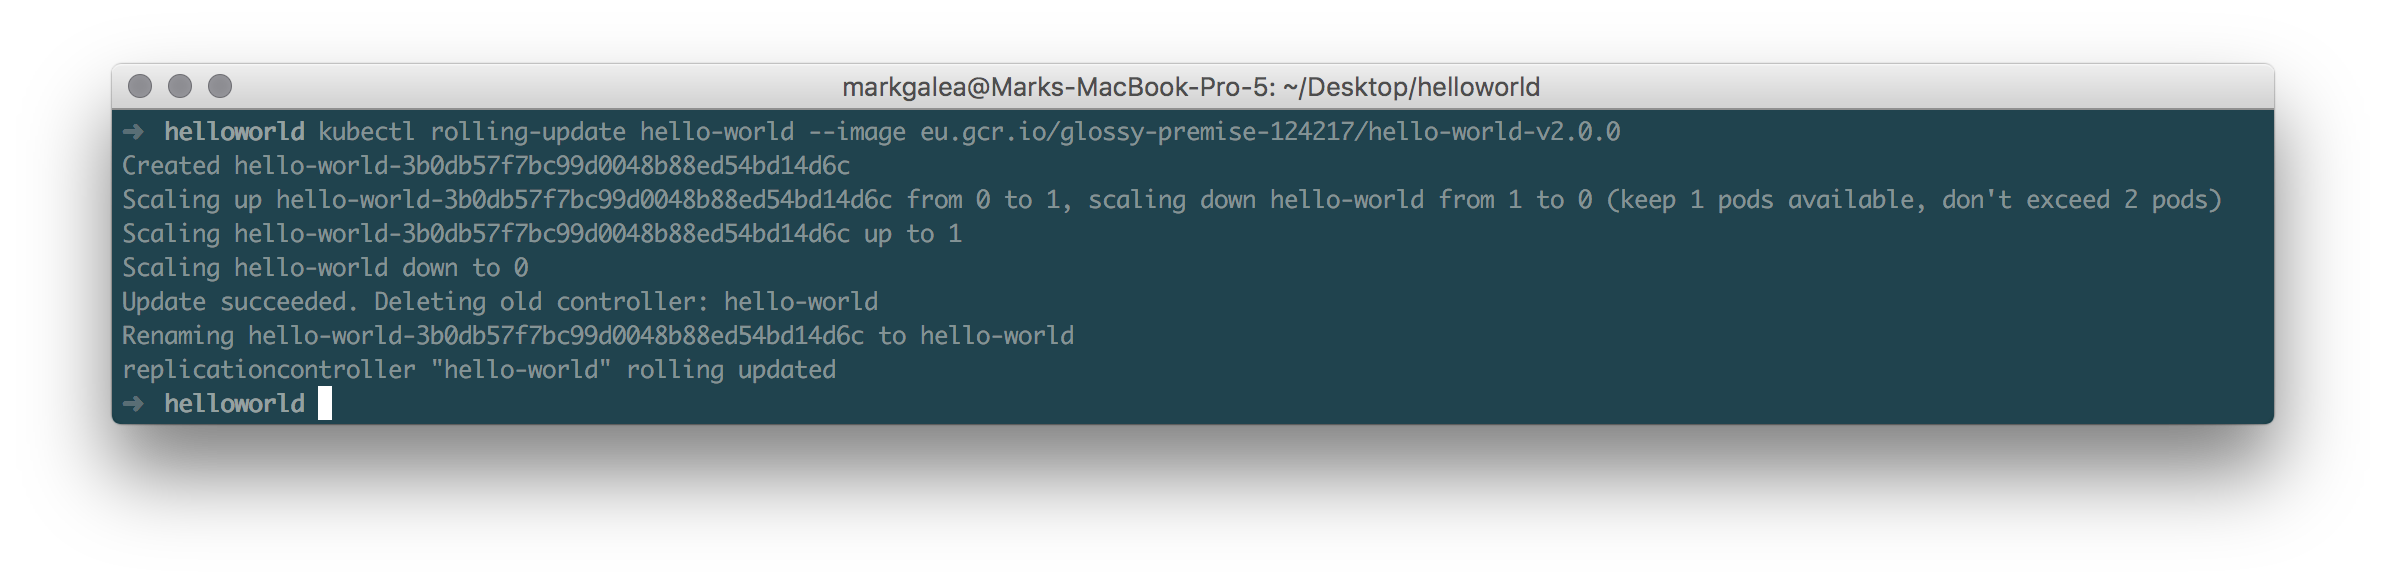 markgalea@Marks-MacBook-Pro-5: ~/Desktop/helloworld
➜ helloworld kubectl rolling-update hello-world --image eu.gcr.io/glossy-premise-124217/hello-world-v2.0.0
Created hello-world-3b0db57f7bc99d0048b88ed54bd14d6c
Scaling up hello-world-3b0db57f7bc99d0048b88ed54bd14d6c from 0 to 1, scaling down hello-world from 1 to 0 (keep 1 pods available, don't exceed 2 pods)
Scaling hello-world-3b0db57f7bc99d0048b88ed54bd14d6c up to 1
Scaling hello-world down to 0
Update succeeded. Deleting old controller: hello-world
Renaming hello-world-3b0db57f7bc99d0048b88ed54bd14d6c to hello-world
replicationcontroller "hello-world" rolling updated
➜ helloworld